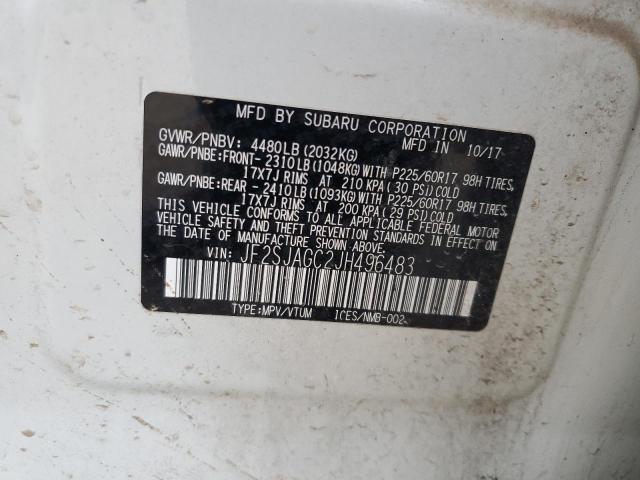 MFD BY SUBARU CORPORATION
GVWR/PNBV: 4480LB(2032KG) MFD IN 10/17
GAWR/PNBE:FRONT- 2310LB(1048KG)WITH P225/60R17 98H TIRES,
17X7J RIMS AT 210 KPA(30 PSI)COLD
GAWR/PNBE:REAR - 2410LB(1093KG)WITH P225/60R17 98H TIRES,
17X7J RIMS AT 200 KPA(29 PSI)COLD
THIS VEHICLE CONFORMS TO ALL APPLICABLE FEDERAL MOTOR
VEHICLE SAFETY AND THEFT PREVENTION STANDARDS IN EFFECT ON
THE DATE OF MANUFACTURE SHOWN ABOVE.
VIN: JF2SJAGC2JH496483
TYPE:MPV/VTUM ICES/NMB-002